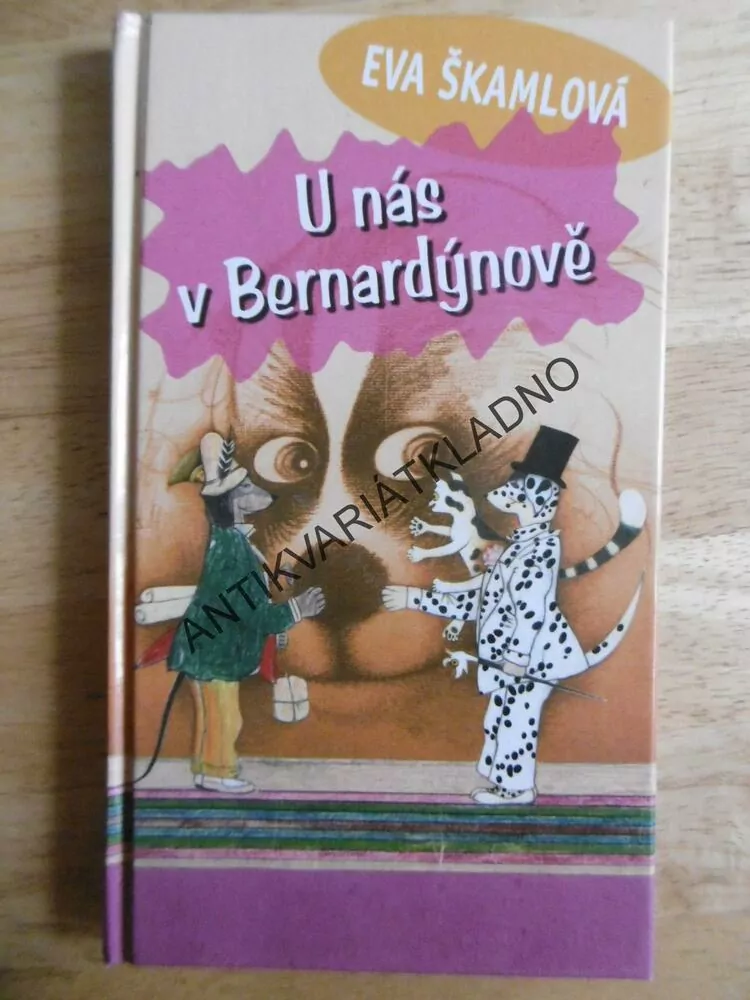 EVA ŠKAMLOVÁ
U nás
v Bernardýnově
ANTIKVARIÁTKLADNO